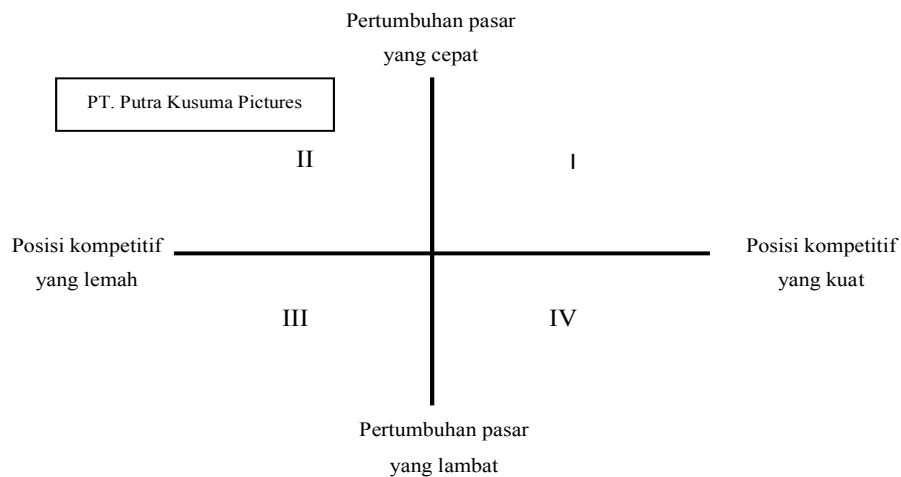 Pertumbuhan pasar
yang cepat
PT. Putra Kusuma Pictures
II
I
Posisi kompetitif
yang lemah
Posisi kompetitif
yang kuat
III
IV
Pertumbuhan pasar
yang lambat